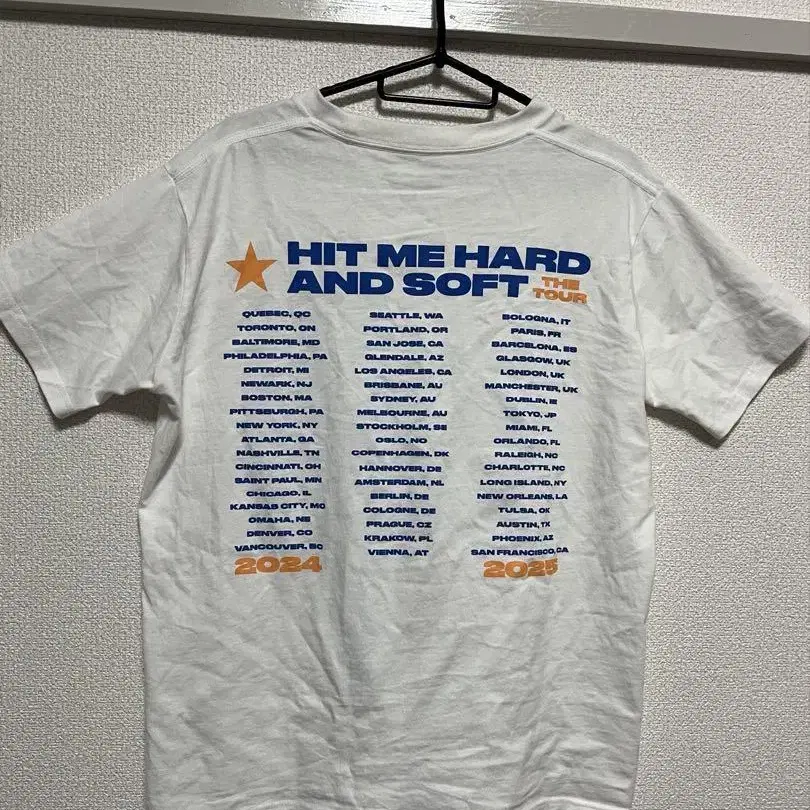 HIT ME HARD
AND SOFT THE TOUR
QUEBEC, QC
TORONTO, ON
BALTIMORE, MD
PHILADELPHIA, PA
DETROIT, MI
NEWARK, NJ
BOSTON, MA
PITTSBURGH, PA
NEW YORK, NY
ATLANTA, GA
NASHVILLE, TN
CINCINNATI, OH
SAINT PAUL, MN
CHICAGO, IL
KANSAS CITY, MO
OMAHA, NE
DENVER, CO
VANCOUVER, BC
2024
SEATTLE, WA
PORTLAND, OR
SAN JOSE, CA
GLENDALE, AZ
LOS ANGELES, CA
BRISBANE, AU
SYDNEY, AU
MELBOURNE, AU
STOCKHOLM, SE
OSLO, NO
COPENHAGEN, DK
HANNOVER, DE
AMSTERDAM, NL
BERLIN, DE
COLOGNE, DE
PRAGUE, CZ
KRAKOW, PL
VIENNA, AT
BOLOGNA, IT
PARIS, FR
BARCELONA, ES
GLASGOW, UK
LONDON, UK
MANCHESTER, UK
DUBLIN, IE
TOKYO, JP
MIAMI, FL
ORLANDO, FL
RALEIGH, NC
CHARLOTTE, NC
LONG ISLAND, NY
NEW ORLEANS, LA
TULSA, OK
AUSTIN, TX
PHOENIX, AZ
SAN FRANCISCO, CA
2025